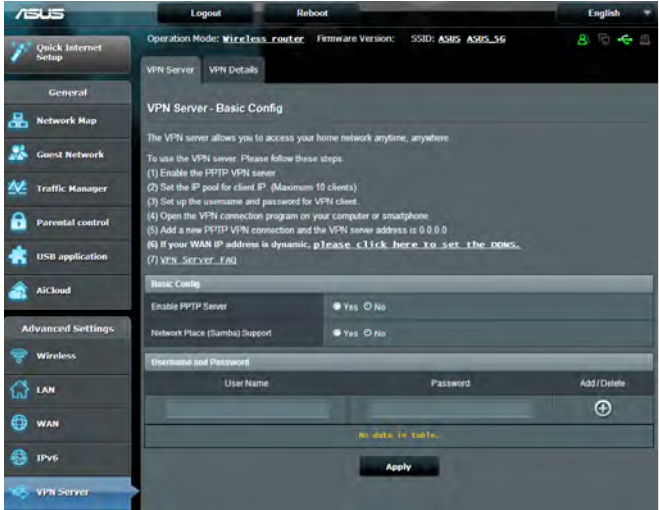 ASUS
Logout
Reboot
English
Quick Internet
Setup
Operation Mode: Wireless router Firmware Version: SSID: ASUS ASUS_5G
VPN Server
VPN Details
General
Network Map
Guest Network
Traffic Manager
Parental control
USB application
AiCloud
Advanced Settings
Wireless
LAN
WAN
IPv6
VPN Server
VPN Server - Basic Config
The VPN server allows you to access your home network anytime, anywhere.
To use the VPN server. Please follow these steps.
(1) Enable the PPTP VPN server
(2) Set the IP pool for client IP. (Maximum 10 clients)
(3) Set up the username and password for VPN client.
(4) Open the VPN connection program on your computer or smartphone
(5) Add a new PPTP VPN connection and the VPN server address is 0.0.0.0
(6) If your WAN IP address is dynamic, please click here to set the DDNS.
(7) VPN Server FAQ
Basic Config
Enable PPTP Server Yes No
Network Place (Samba) Support Yes No
Username and Password
User Name Password Add / Delete
No data in table.
Apply